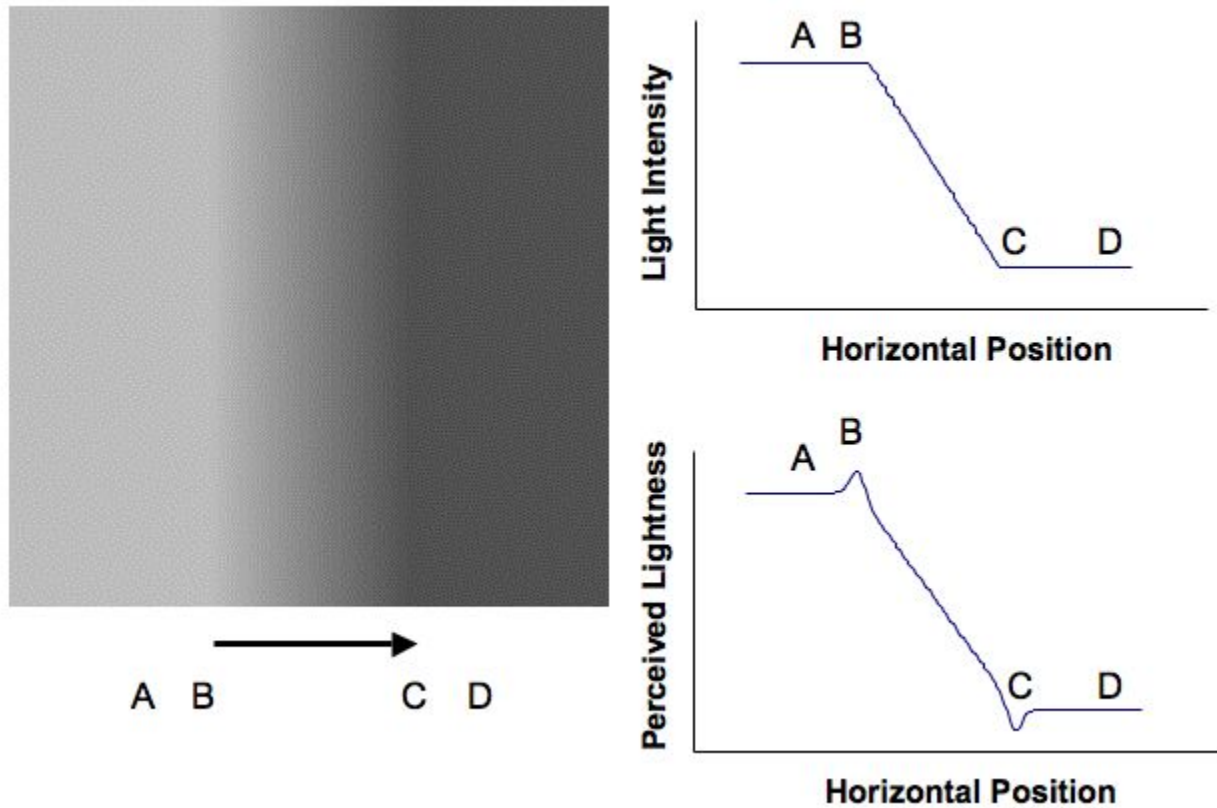 A B
Light Intensity
C D
Horizontal Position
B
A
Perceived Lightness
C D
Horizontal Position
A B C D